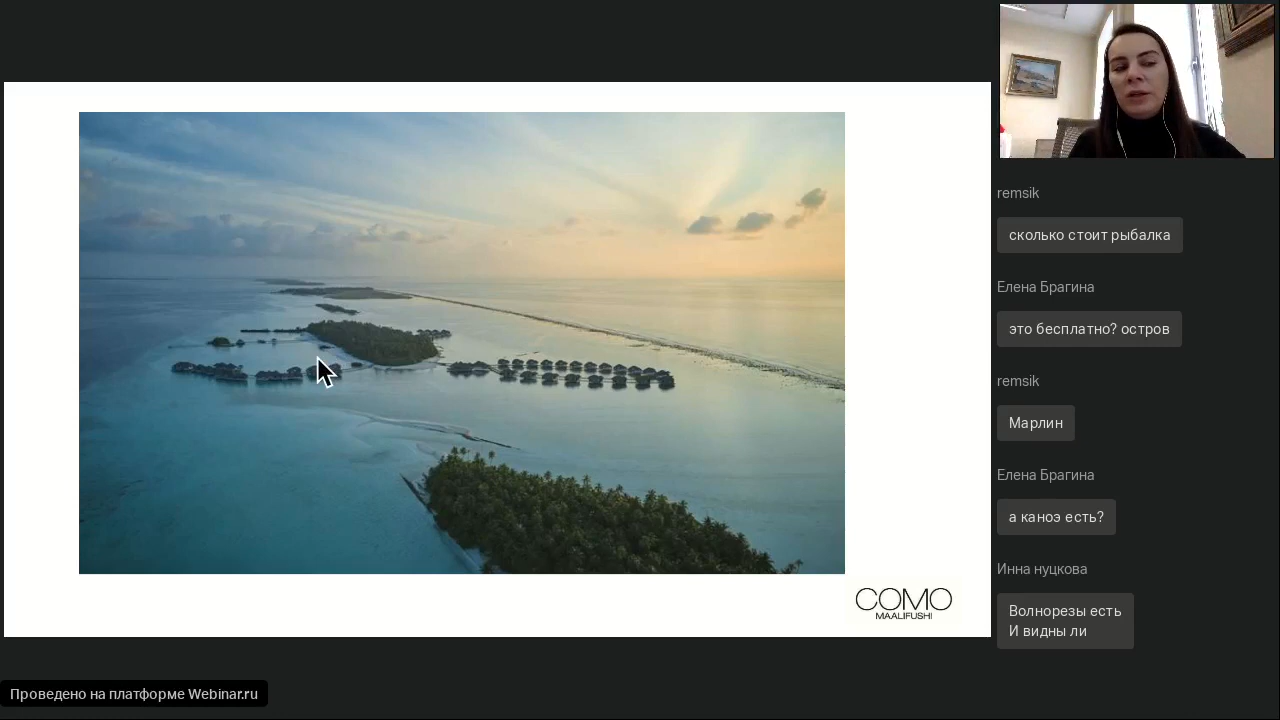 remsik
сколько стоит рыбалка
Елена Брагина
это бесплатно? остров
remsik
Марлин
Елена Брагина
а каноэ есть?
Инна нуцкова
Волнорезы есть
И видны ли
COMO
MAALIFUSHI
Проведено на платформе Webinar.ru